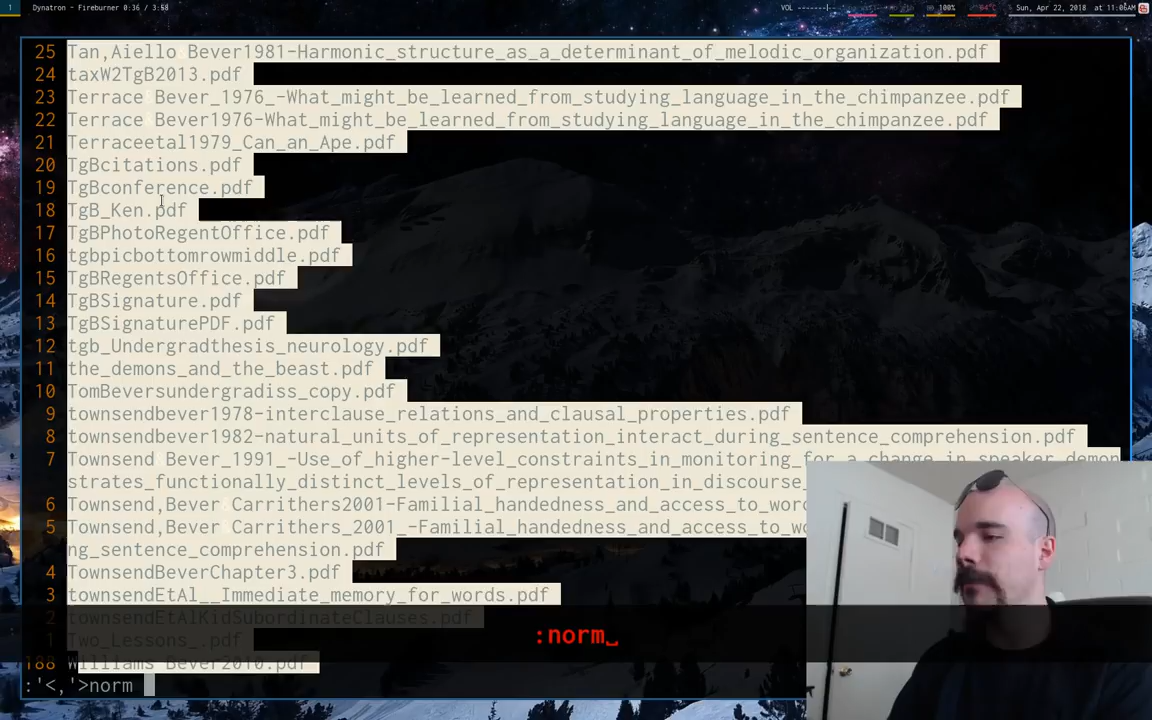 1 Dynatron - Fireburner 0:36 / 3:58 VOL -------| 100% 64°C Sun, Apr 22, 2018 at 11:06AM
25 Tan,Aiello Bever1981-Harmonic_structure_as_a_determinant_of_melodic_organization.pdf
24 taxW2TgB2013.pdf
23 Terrace Bever_1976_-What_might_be_learned_from_studying_language_in_the_chimpanzee.pdf
22 Terrace Bever1976-What_might_be_learned_from_studying_language_in_the_chimpanzee.pdf
21 Terraceetal1979_Can_an_Ape.pdf
20 TgBcitations.pdf
19 TgBconference.pdf
18 TgB_Ken.pdf
17 TgBPhotoRegentOffice.pdf
16 tgbpicbottomrowmiddle.pdf
15 TgBRegentsOffice.pdf
14 TgBSignature.pdf
13 TgBSignaturePDF.pdf
12 tgb_Undergradthesis_neurology.pdf
11 the_demons_and_the_beast.pdf
10 TomBeversundergradiss_copy.pdf
9 townsendbever1978-interclause_relations_and_clausal_properties.pdf
8 townsendbever1982-natural_units_of_representation_interact_during_sentence_comprehension.pdf
7 Townsend Bever_1991_-Use_of_higher-level_constraints_in_monitoring_for_a_change_in_speaker_demon
strates_functionally_distinct_levels_of_representation_in_discourse_
6 Townsend,Bever Carrithers2001-Familial_handedness_and_access_to_word
5 Townsend,Bever Carrithers_2001_-Familial_handedness_and_access_to_wo
ng_sentence_comprehension.pdf
4 TownsendBeverChapter3.pdf
3 townsendEtAl__Immediate_memory_for_words.pdf
2 townsendEtAlKidSubordinateClauses.pdf
1 Two_Lessons_.pdf
188 Williams Bever2010.pdf
:norm␣
:'<,'>norm